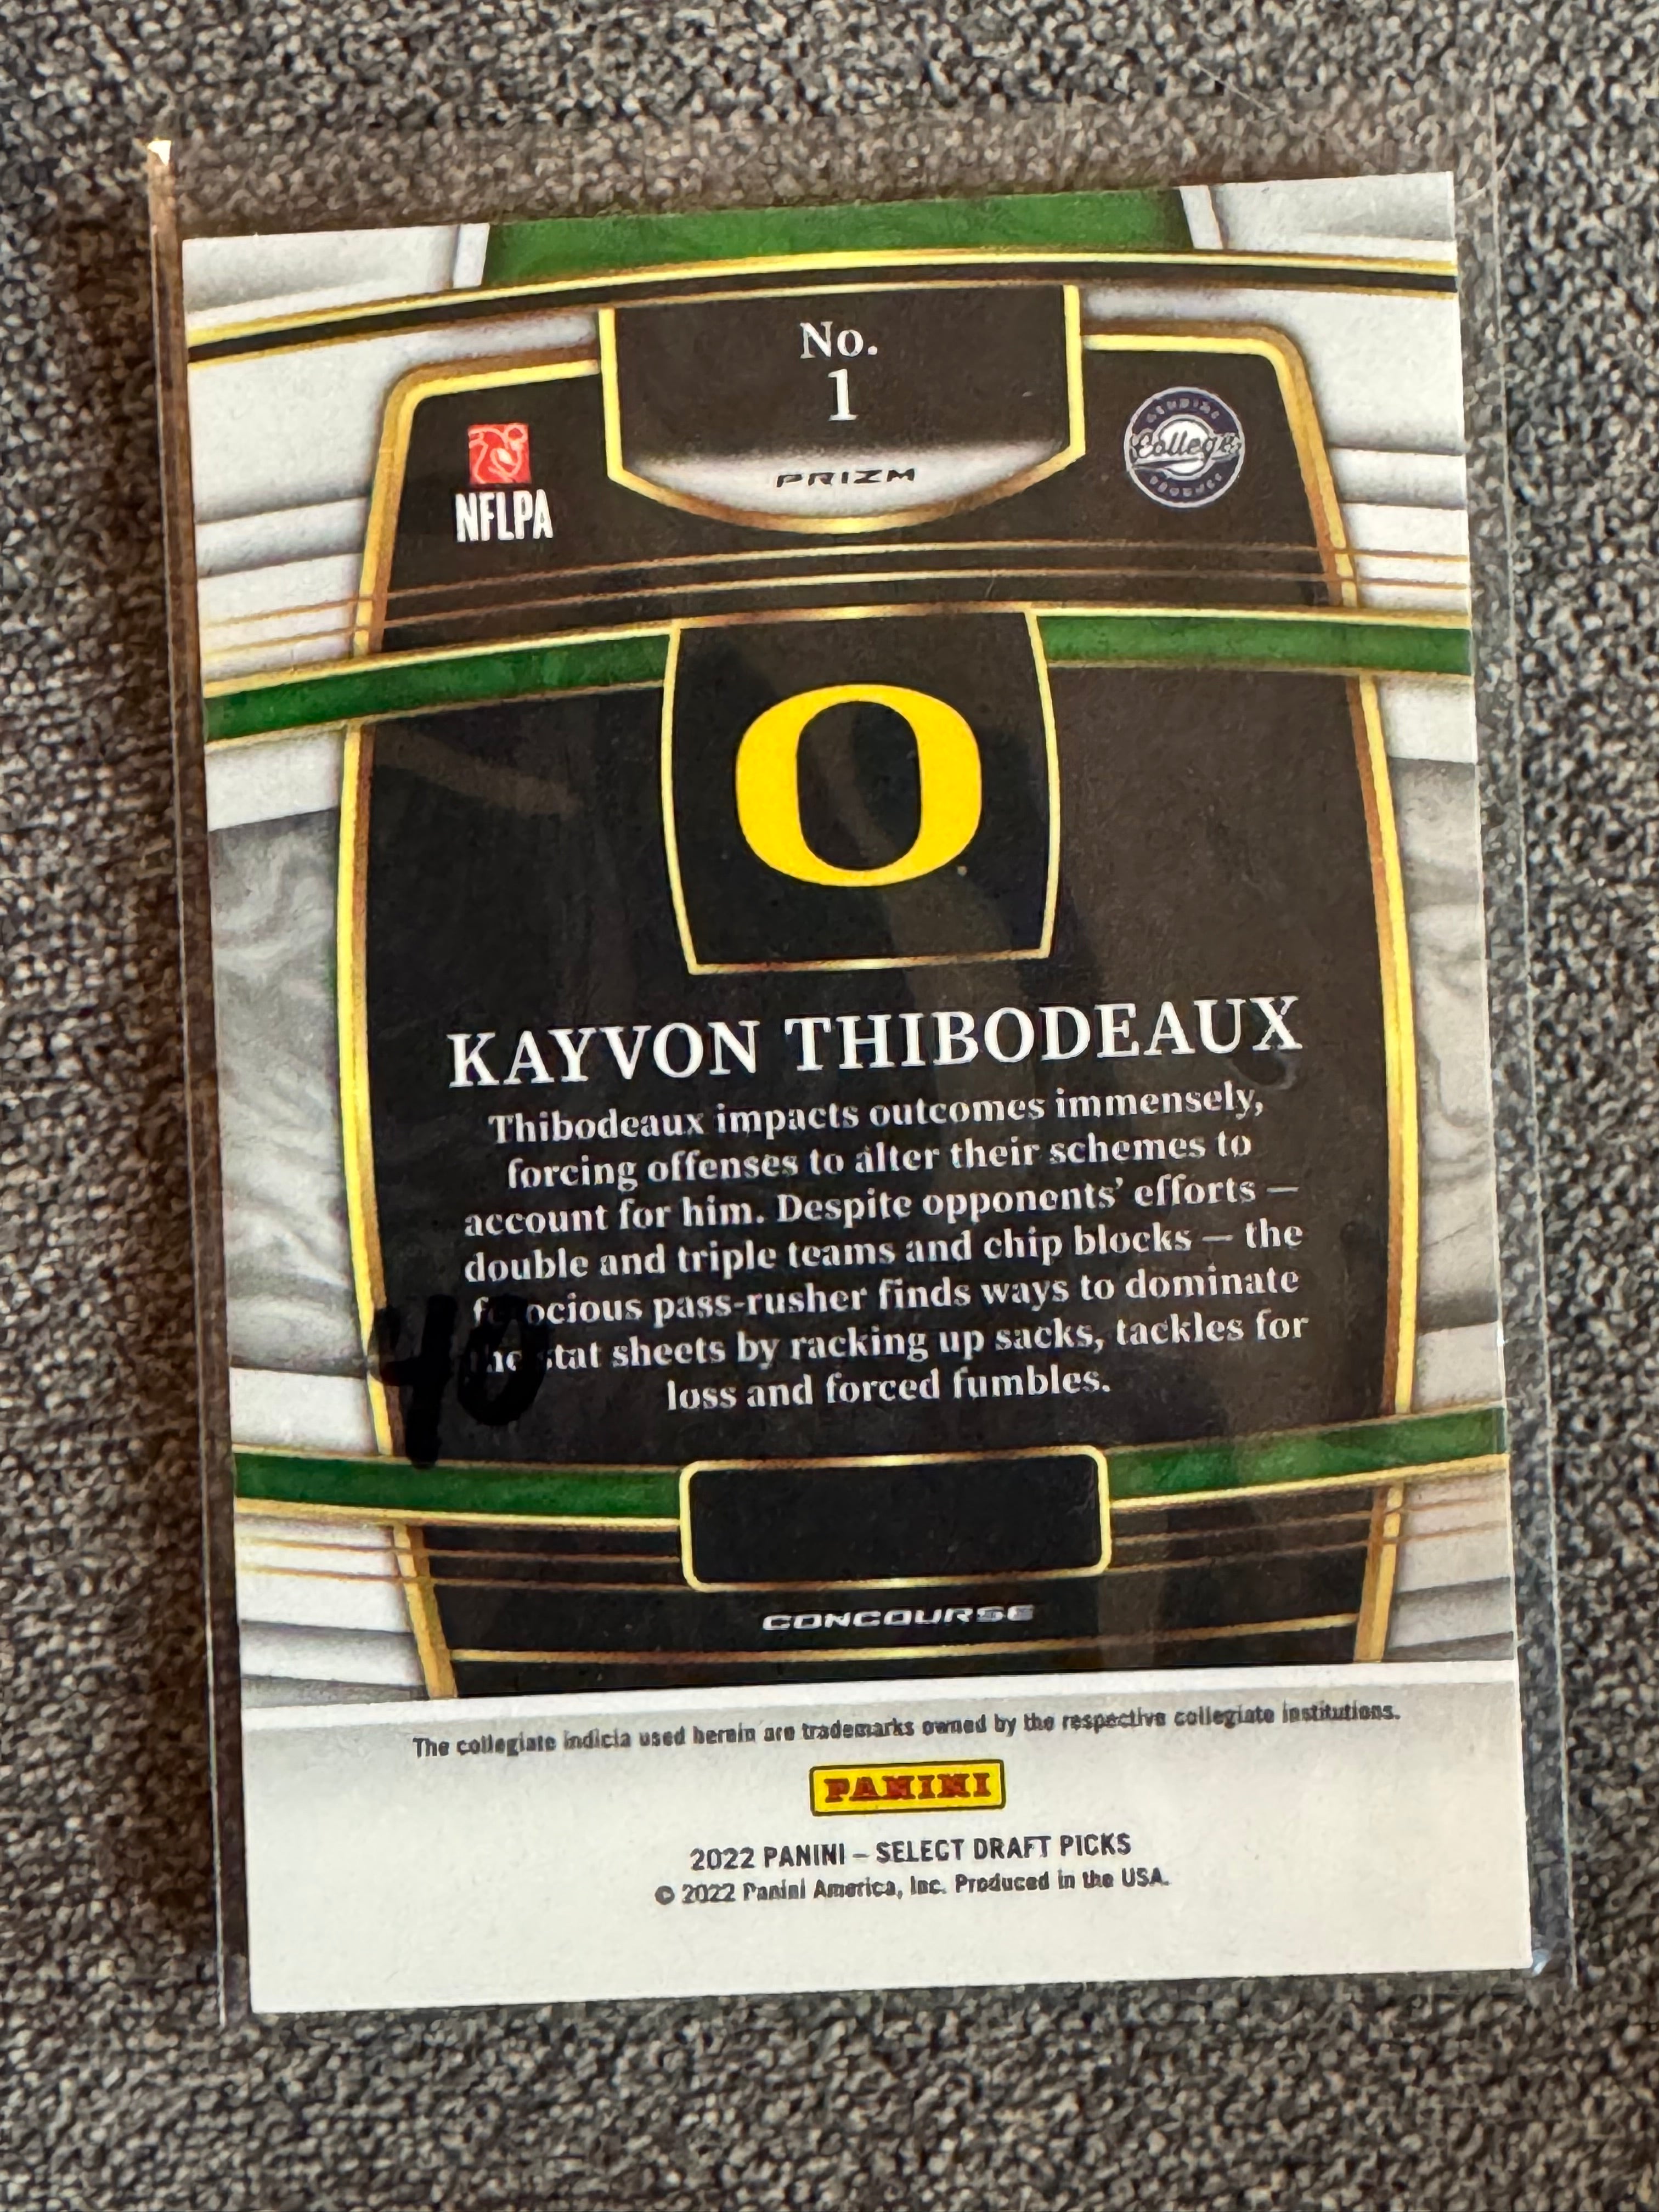 No.
1
PRIZM
NFLPA
College
KAYVON THIBODEAUX
Thibodeaux impacts outcomes immensely,
forcing offenses to alter their schemes to
account for him. Despite opponents' efforts —
double and triple teams and chip blocks — the
ferocious pass-rusher finds ways to dominate
the stat sheets by racking up sacks, tackles for
loss and forced fumbles.
40
CONCOURSE
The collegiate indicia used herein are trademarks owned by the respective collegiate institutions.
PANINI
2022 PANINI – SELECT DRAFT PICKS
© 2022 Panini America, Inc. Produced in the USA.